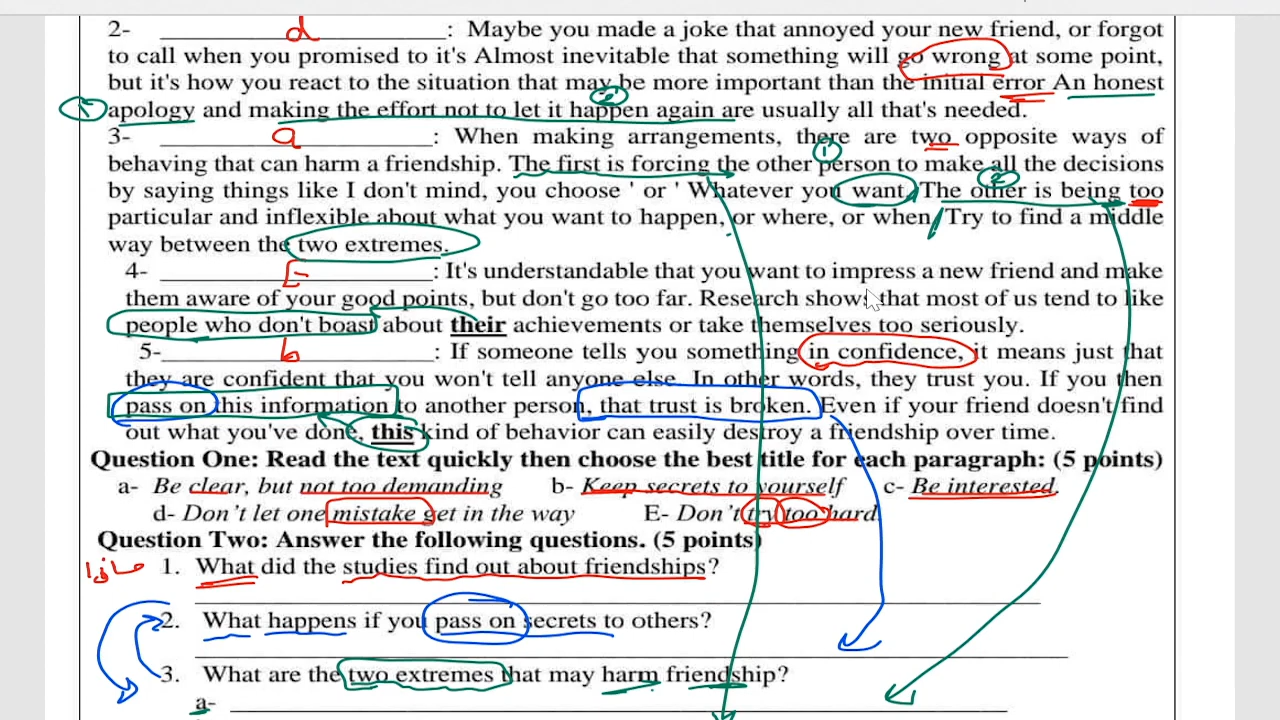 2- d : Maybe you made a joke that annoyed your new friend, or forgot
to call when you promised to it's Almost inevitable that something will go wrong at some point,
but it's how you react to the situation that may be more important than the initial error An honest
1 apology and making the effort not to let it happen again are usually all that's needed. 2
3- a : When making arrangements, there are two opposite ways of
behaving that can harm a friendship. The first is forcing the other person to make all the decisions 1
by saying things like I don't mind, you choose ' or ' Whatever you want, The other is being too 2
particular and inflexible about what you want to happen, or where, or when, Try to find a middle
way between the two extremes.
4- E : It's understandable that you want to impress a new friend and make
them aware of your good points, but don't go too far. Research shows that most of us tend to like
people who don't boast about their achievements or take themselves too seriously.
5- b : If someone tells you something in confidence, it means just that
they are confident that you won't tell anyone else. In other words, they trust you. If you then
pass on this information to another person, that trust is broken. Even if your friend doesn't find
out what you've done, this kind of behavior can easily destroy a friendship over time.
Question One: Read the text quickly then choose the best title for each paragraph: (5 points)
a- Be clear, but not too demanding b- Keep secrets to yourself c- Be interested.
d- Don't let one mistake get in the way E- Don't try too hard
Question Two: Answer the following questions. (5 points)
ماذا 1. What did the studies find out about friendships?
2. What happens if you pass on secrets to others?
3. What are the two extremes that may harm friendship?
a-